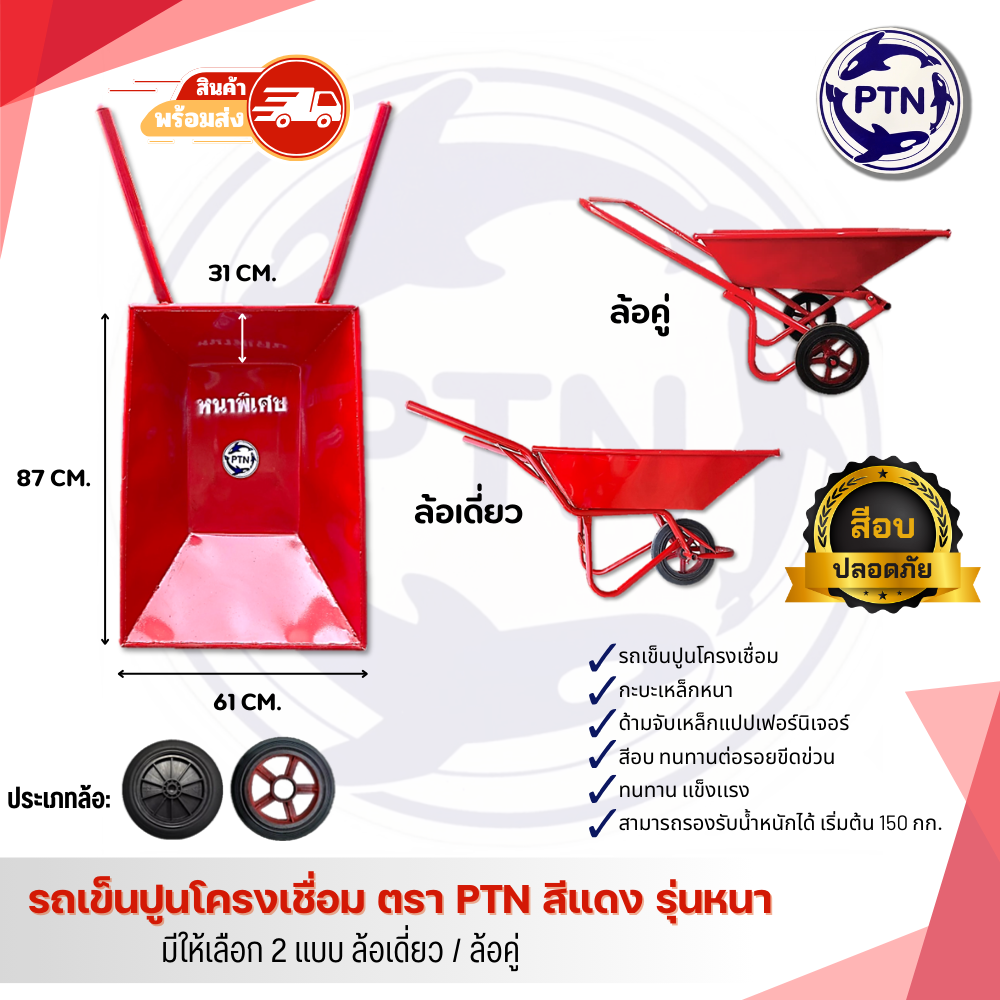 สินค้า
พร้อมส่ง
PTN
31 CM.
หนาพิเศษ
PTN
87 CM.
61 CM.
ล้อคู่
ล้อเดี่ยว
สีอบ
ปลอดภัย
รถเข็นปูนโครงเชื่อม
กะบะเหล็กหนา
ด้ามจับเหล็กแปปเฟอร์นิเจอร์
สีอบ ทนทานต่อรอยขีดข่วน
ทนทาน แข็งแรง
สามารถรองรับน้ำหนักได้ เริ่มต้น 150 กก.
ประเภทล้อ:
รถเข็นปูนโครงเชื่อม ตรา PTN สีแดง รุ่นหนา
มีให้เลือก 2 แบบ ล้อเดี่ยว / ล้อคู่
PTN